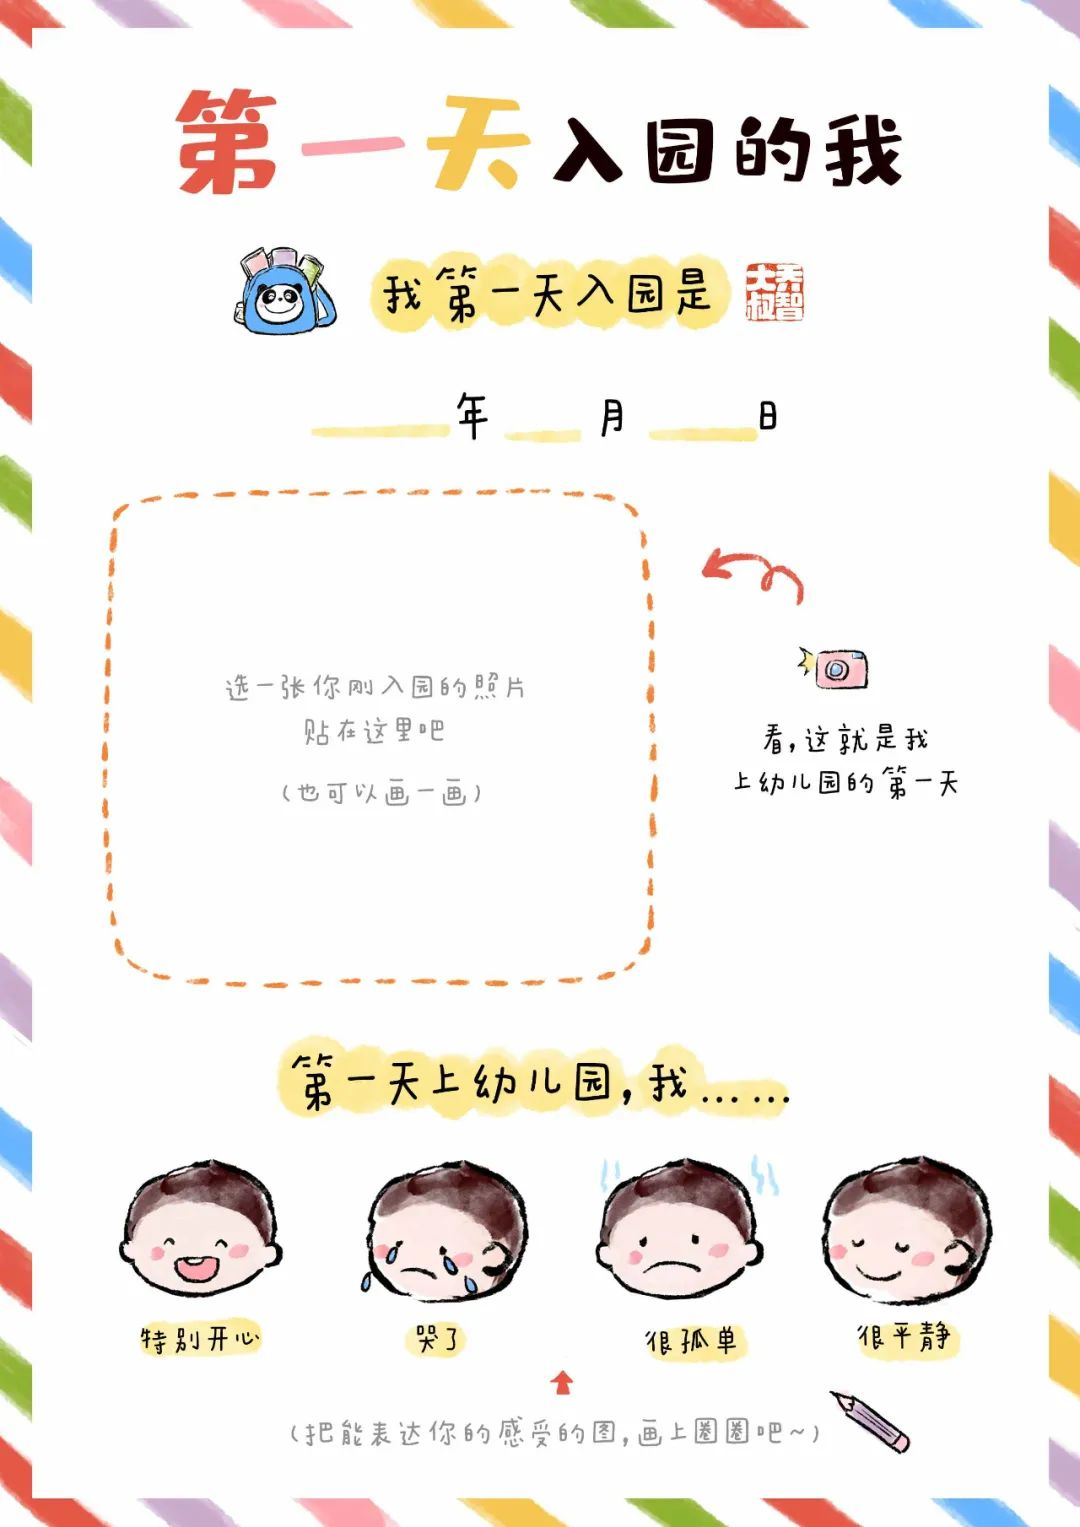 第一天入园的我
我第一天入园是
天智大叔
年 月 日
选一张你刚入园的照片
贴在这里吧
(也可以画一画)
看,这就是我
上幼儿园的第一天
第一天上幼儿园,我……
特别开心 哭了 很孤单 很平静
(把能表达你的感受的图,画上圈圈吧~)